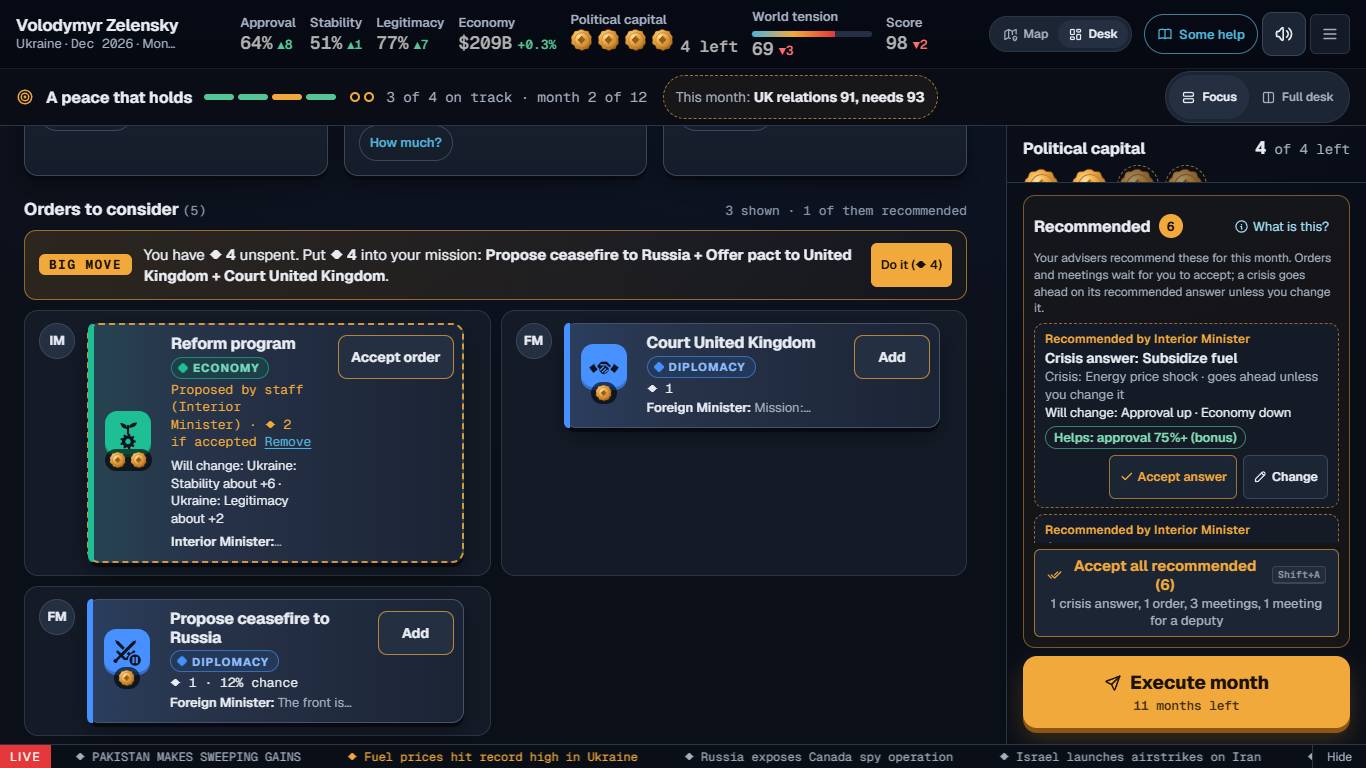 Volodymyr Zelensky
Ukraine · Dec 2026 · Mon…
Approval
64% ▴8
Stability
51% ▴1
Legitimacy
77% ▴7
Economy
$209B +0.3%
Political capital
4 left
World tension
69 ▾3
Score
98 ▾2
Map
Desk
Some help
A peace that holds
3 of 4 on track · month 2 of 12
This month: UK relations 91, needs 93
Focus
Full desk
How much?
Orders to consider (5)
3 shown · 1 of them recommended
BIG MOVE
You have ◆ 4 unspent. Put ◆ 4 into your mission: Propose ceasefire to Russia + Offer pact to United
Kingdom + Court United Kingdom.
Do it (◆ 4)
IM
Reform program
ECONOMY
Proposed by staff
(Interior
Minister) · ◆ 2
if accepted Remove
Will change: Ukraine:
Stability about +6 ·
Ukraine: Legitimacy
about +2
Interior Minister:…
Accept order
FM
Court United Kingdom
DIPLOMACY
◆ 1
Foreign Minister: Mission:…
Add
FM
Propose ceasefire to
Russia
DIPLOMACY
◆ 1 · 12% chance
Foreign Minister: The front is…
Add
Political capital
4 of 4 left
Recommended 6
What is this?
Your advisers recommend these for this month. Orders
and meetings wait for you to accept; a crisis goes
ahead on its recommended answer unless you change
it.
Recommended by Interior Minister
Crisis answer: Subsidize fuel
Crisis: Energy price shock · goes ahead unless
you change it
Will change: Approval up · Economy down
Helps: approval 75%+ (bonus)
Accept answer
Change
Recommended by Interior Minister
Accept all recommended
(6)
Shift+A
1 crisis answer, 1 order, 3 meetings, 1 meeting
for a deputy
Execute month
11 months left
LIVE
◆ PAKISTAN MAKES SWEEPING GAINS
◆ Fuel prices hit record high in Ukraine
◆ Russia exposes Canada spy operation
◆ Israel launches airstrikes on Iran
Hide